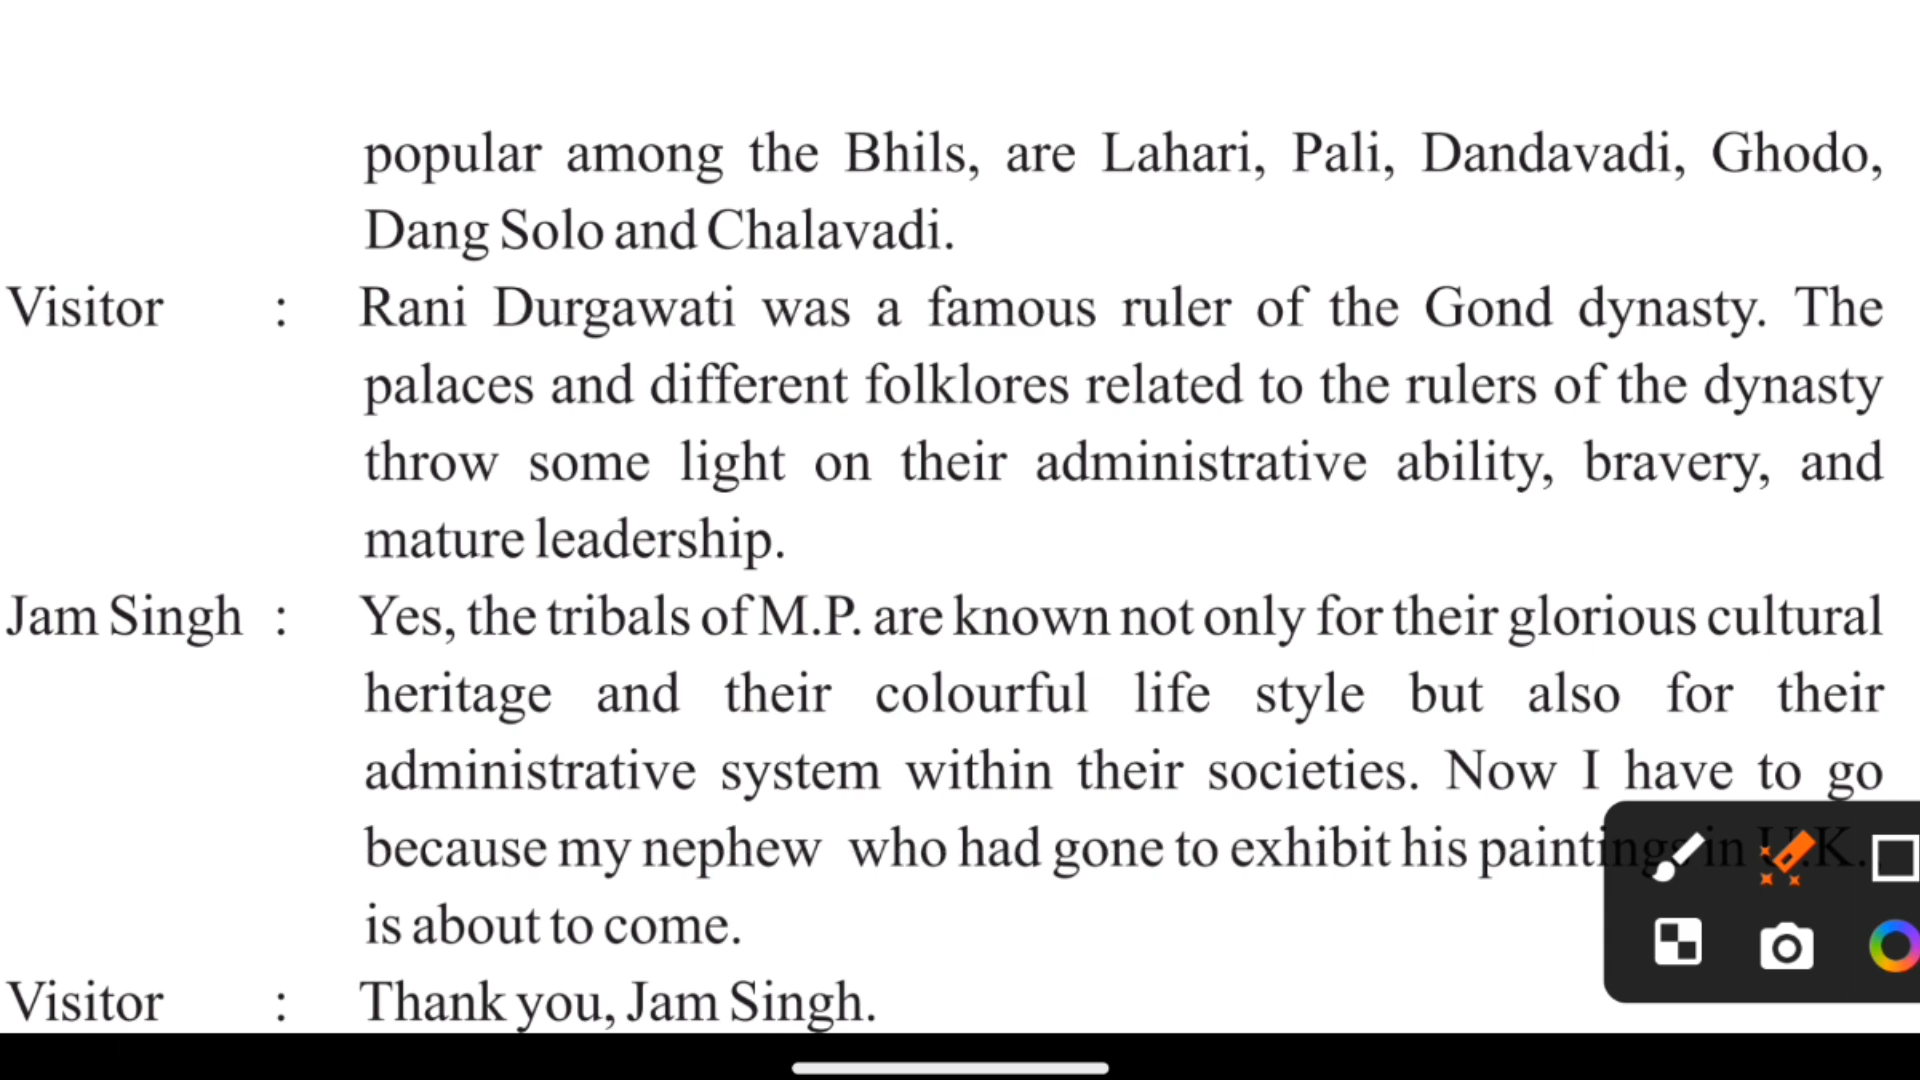 popular among the Bhils, are Lahari, Pali, Dandavadi, Ghodo,
Dang Solo and Chalavadi.
Visitor : Rani Durgawati was a famous ruler of the Gond dynasty. The
palaces and different folklores related to the rulers of the dynasty
throw some light on their administrative ability, bravery, and
mature leadership.
Jam Singh : Yes, the tribals of M.P. are known not only for their glorious cultural
heritage and their colourful life style but also for their
administrative system within their societies. Now I have to go
because my nephew who had gone to exhibit his paintings in U.K.
is about to come.
Visitor : Thank you, Jam Singh.